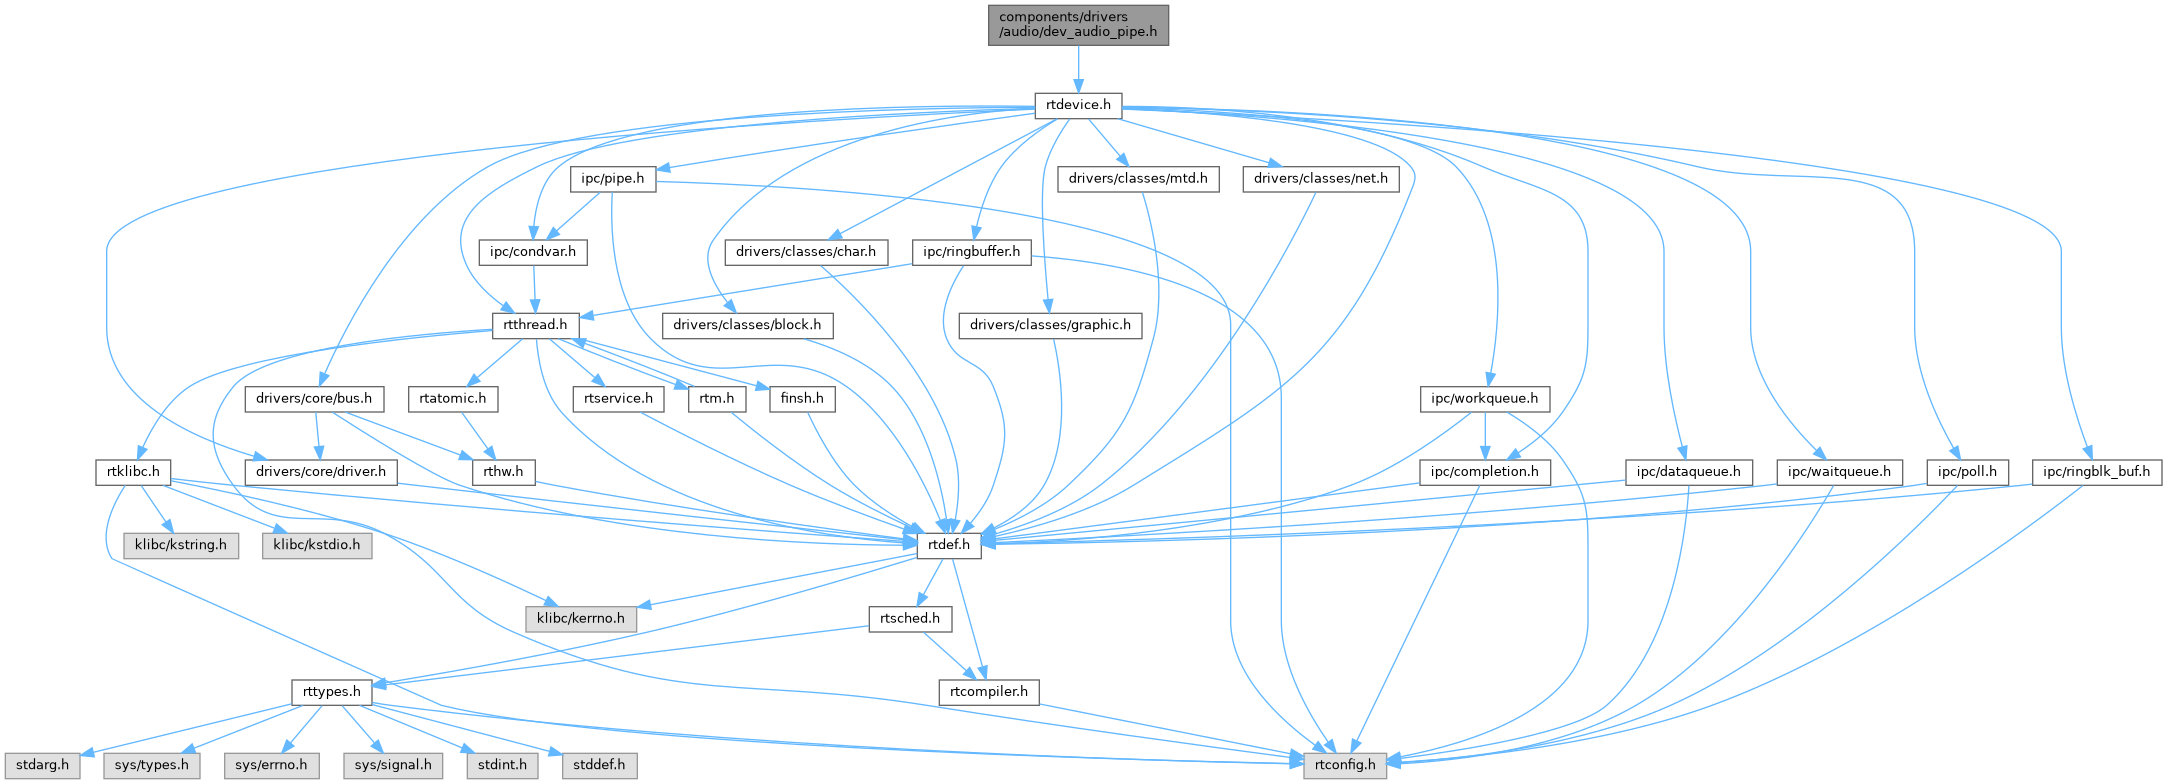 components/drivers
/audio/dev_audio_pipe.h
rtdevice.h
ipc/pipe.h
drivers/classes/mtd.h
drivers/classes/net.h
ipc/condvar.h
drivers/classes/char.h
ipc/ringbuffer.h
rtthread.h
drivers/classes/block.h
drivers/classes/graphic.h
drivers/core/bus.h
rtatomic.h
rtservice.h
rtm.h
finsh.h
ipc/workqueue.h
rtklibc.h
drivers/core/driver.h
rthw.h
ipc/completion.h
ipc/dataqueue.h
ipc/waitqueue.h
ipc/poll.h
ipc/ringblk_buf.h
klibc/kstring.h
klibc/kstdio.h
rtdef.h
klibc/kerrno.h
rtsched.h
rttypes.h
rtcompiler.h
stdarg.h
sys/types.h
sys/errno.h
sys/signal.h
stdint.h
stddef.h
rtconfig.h